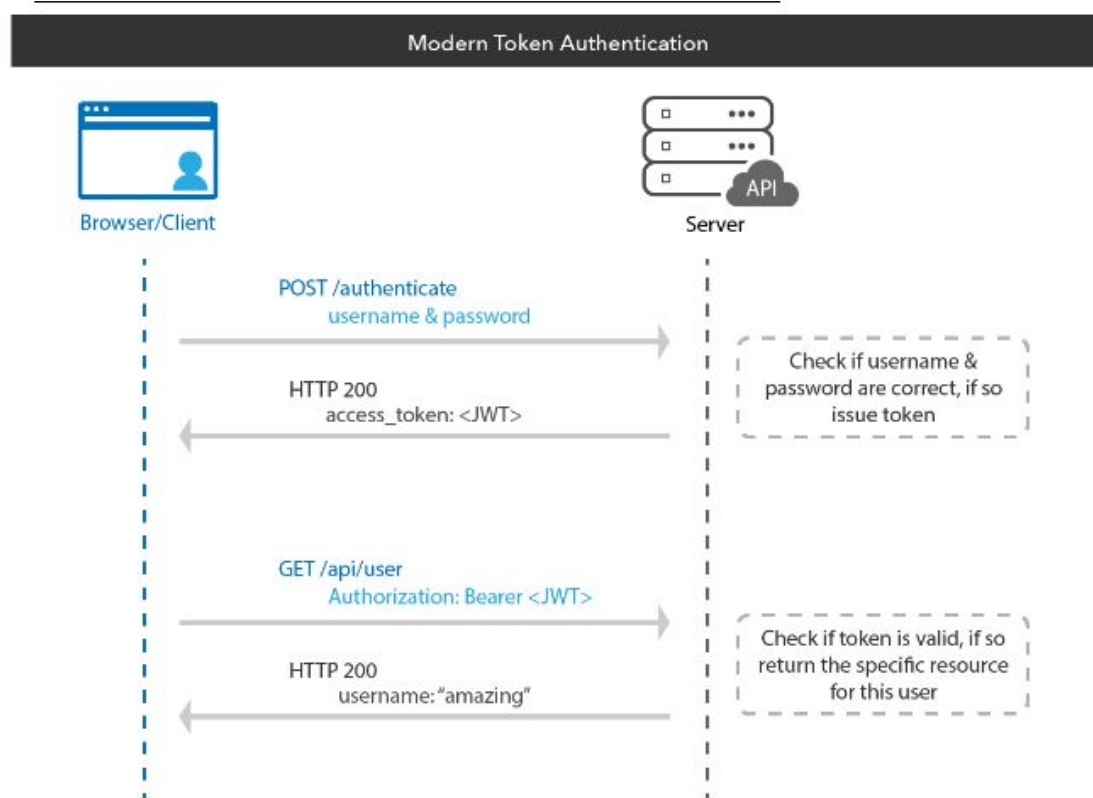 Modern Token Authentication
API
Browser/Client
Server
POST /authenticate
username & password
Check if username &
password are correct, if so
issue token
HTTP 200
access_token: <JWT>
GET /api/user
Authorization: Bearer <JWT>
Check if token is valid, if so
return the specific resource
for this user
HTTP 200
username:“amazing”